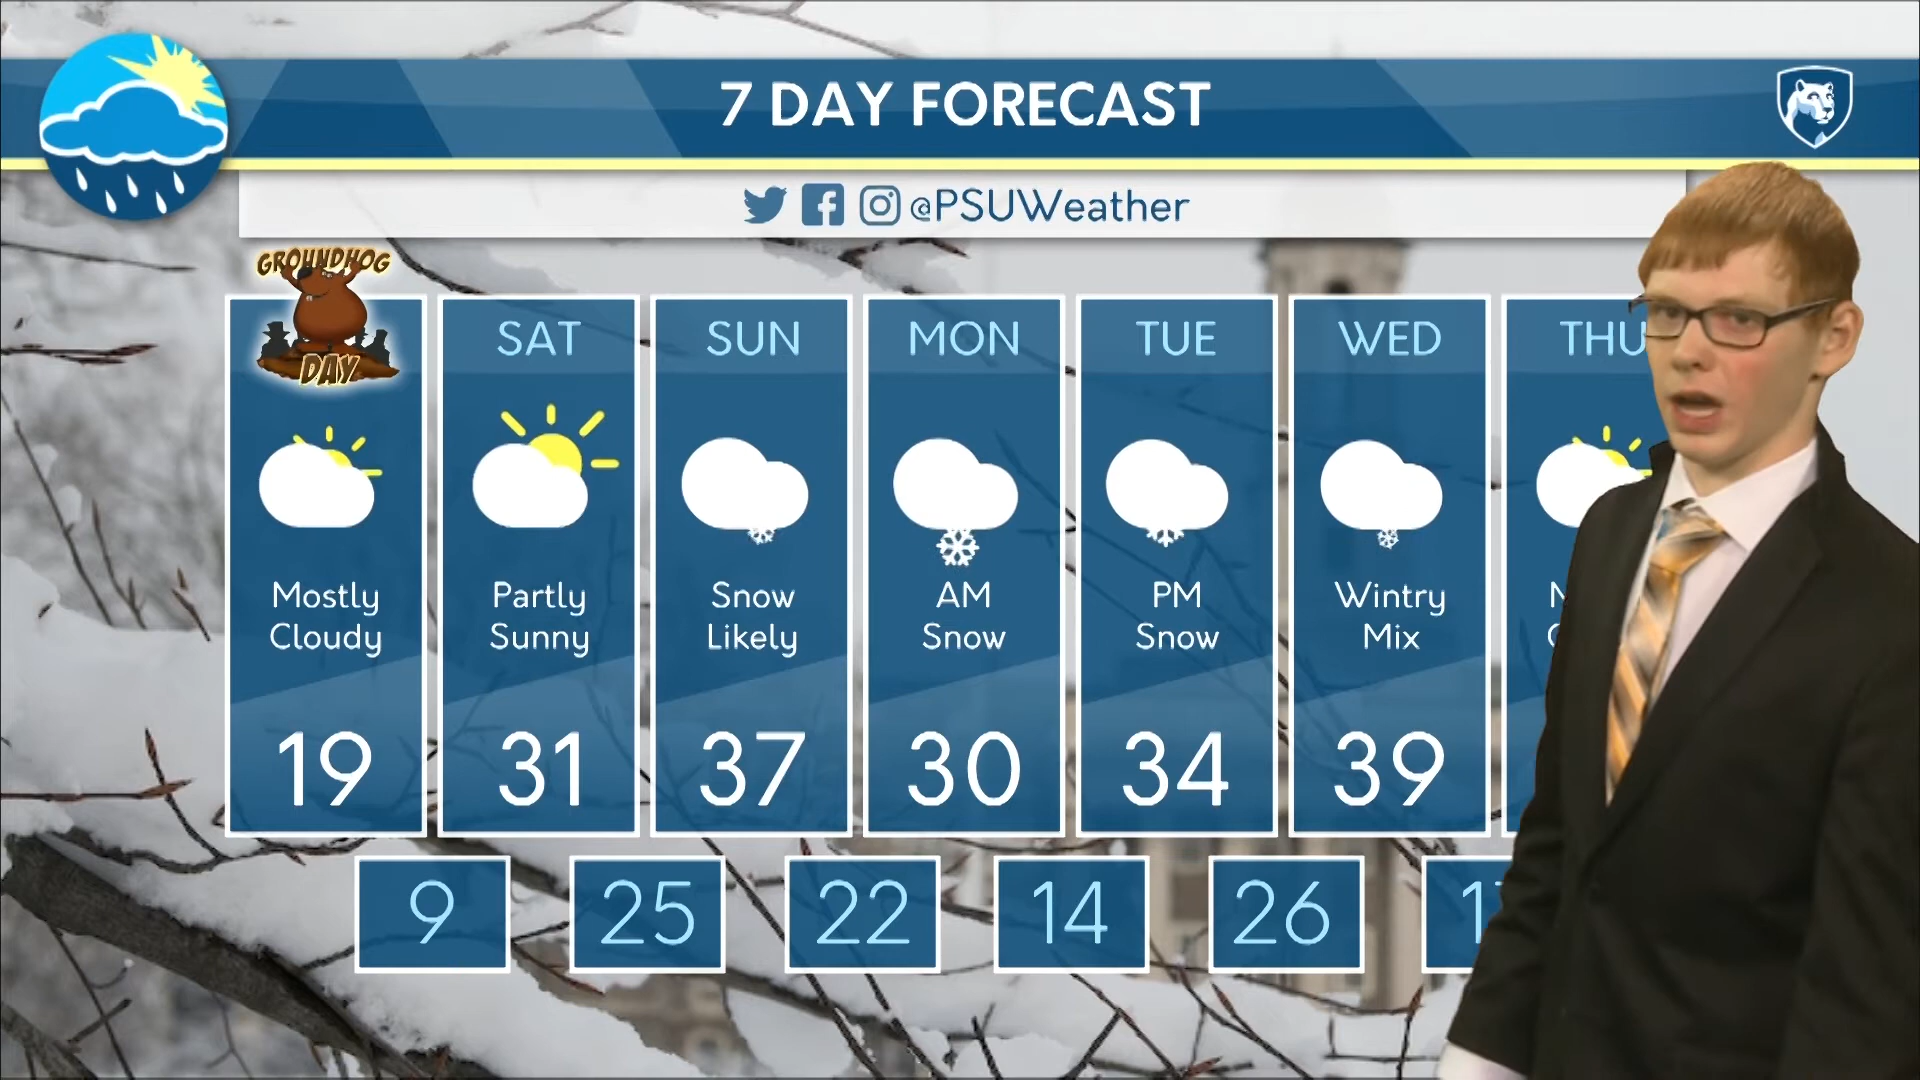 7 DAY FORECAST
@PSUWeather
GROUNDHOG
DAY
SAT
SUN
MON
TUE
WED
THU
Mostly
Cloudy
Partly
Sunny
Snow
Likely
AM
Snow
PM
Snow
Wintry
Mix
19
31
37
30
34
39
9
25
22
14
26